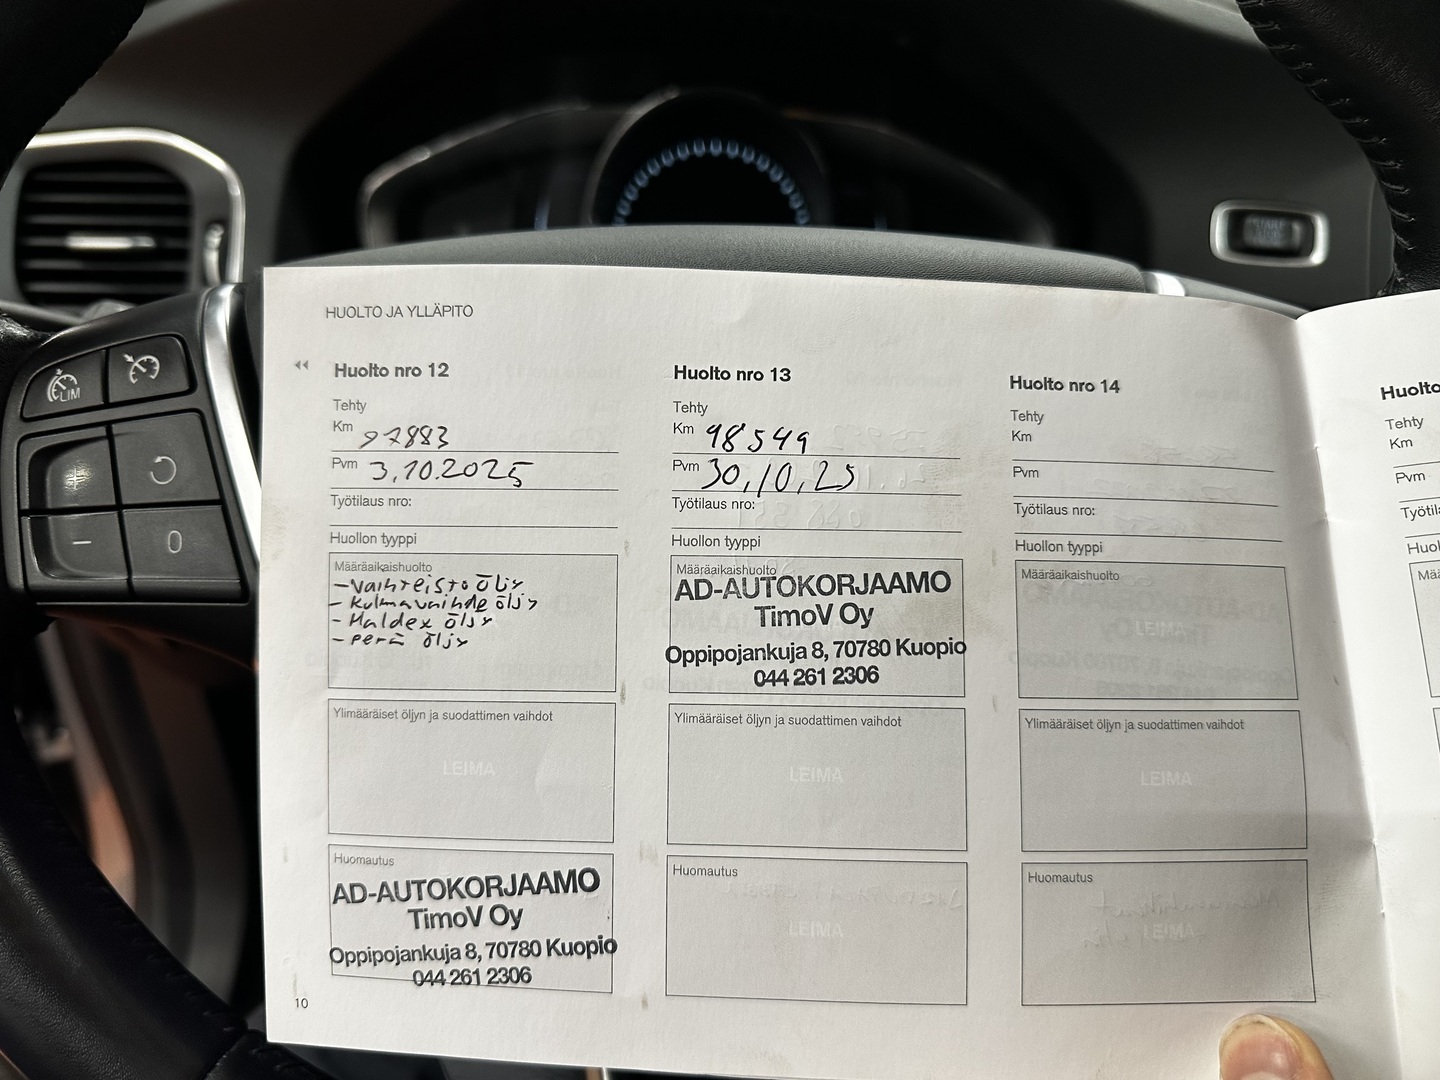 LIM
0
HUOLTO JA YLLÄPITO
Huolto nro 12
Tehty
Km 97883
Pvm 3.10.2025
Työtilaus nro:
Huollon tyyppi
Määräaikaishuolto
- Vaihteisto öljy
- Kulmavaihde öljy
- Haldex öljy
- Perä öljy
Ylimääräiset öljyn ja suodattimen vaihdot
LEIMA
Huomautus
AD-AUTOKORJAAMO
TimoV Oy
Oppipojankuja 8, 70780 Kuopio
044 261 2306
10
Huolto nro 13
Tehty
Km 98549
Pvm 30.10.25
Työtilaus nro:
Huollon tyyppi
Määräaikaishuolto
AD-AUTOKORJAAMO
TimoV Oy
Oppipojankuja 8, 70780 Kuopio
044 261 2306
Ylimääräiset öljyn ja suodattimen vaihdot
LEIMA
Huomautus
LEIMA
Huolto nro 14
Tehty
Km
Pvm
Työtilaus nro:
Huollon tyyppi
Määräaikaishuolto
LEIMA
Ylimääräiset öljyn ja suodattimen vaihdot
LEIMA
Huomautus
LEIMA
Huolto
Tehty
Km
Pvm